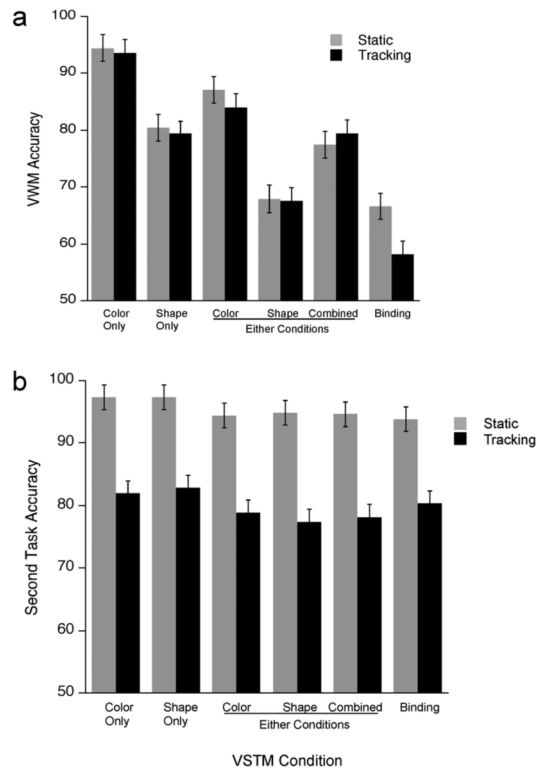 a
100
90
80
70
60
50
VWM Accuracy
Static
Tracking
Color Only
Shape Only
Color
Shape
Combined
Binding
Either Conditions
b
100
90
80
70
60
50
Second Task Accuracy
Static
Tracking
Color Only
Shape Only
Color
Shape
Combined
Binding
Either Conditions
VSTM Condition